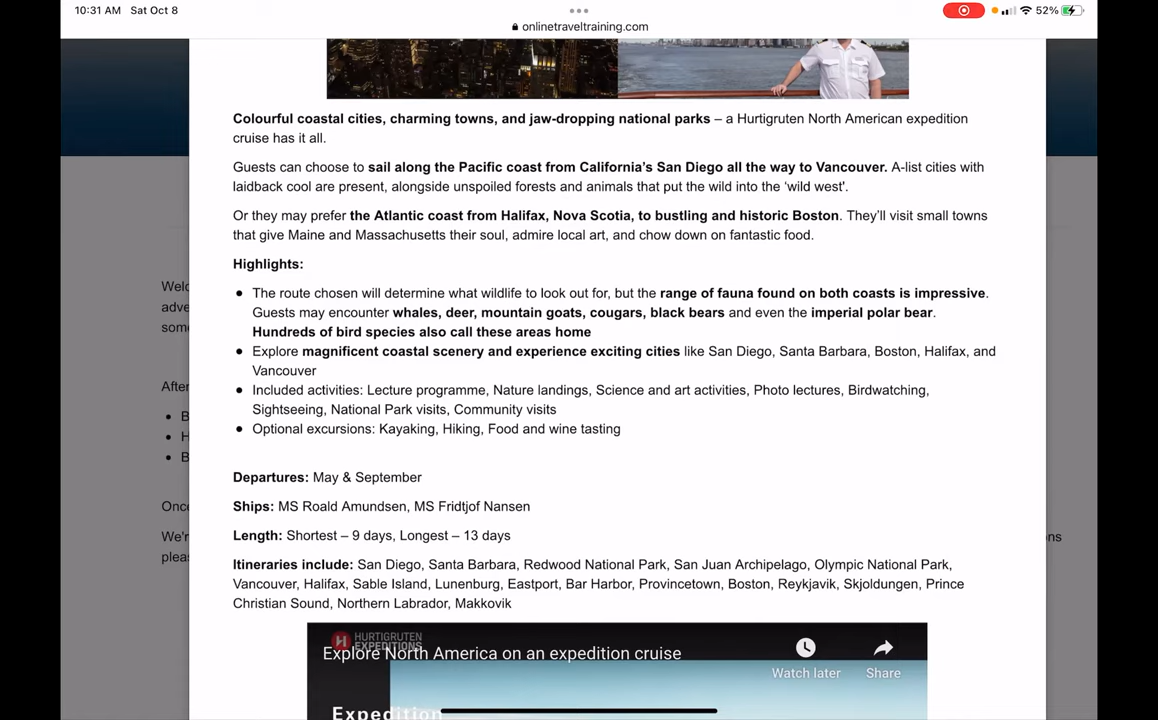 10:31 AM Sat Oct 8
52%
onlinetraveltraining.com
Colourful coastal cities, charming towns, and jaw-dropping national parks – a Hurtigruten North American expedition
cruise has it all.
Guests can choose to sail along the Pacific coast from California's San Diego all the way to Vancouver. A-list cities with
laidback cool are present, alongside unspoiled forests and animals that put the wild into the 'wild west'.
Or they may prefer the Atlantic coast from Halifax, Nova Scotia, to bustling and historic Boston. They'll visit small towns
that give Maine and Massachusetts their soul, admire local art, and chow down on fantastic food.
Highlights:
The route chosen will determine what wildlife to look out for, but the range of fauna found on both coasts is impressive.
Guests may encounter whales, deer, mountain goats, cougars, black bears and even the imperial polar bear.
Hundreds of bird species also call these areas home
Explore magnificent coastal scenery and experience exciting cities like San Diego, Santa Barbara, Boston, Halifax, and
Vancouver
Included activities: Lecture programme, Nature landings, Science and art activities, Photo lectures, Birdwatching,
Sightseeing, National Park visits, Community visits
Optional excursions: Kayaking, Hiking, Food and wine tasting
Departures: May & September
Ships: MS Roald Amundsen, MS Fridtjof Nansen
Length: Shortest – 9 days, Longest – 13 days
Itineraries include: San Diego, Santa Barbara, Redwood National Park, San Juan Archipelago, Olympic National Park,
Vancouver, Halifax, Sable Island, Lunenburg, Eastport, Bar Harbor, Provincetown, Boston, Reykjavik, Skjoldungen, Prince
Christian Sound, Northern Labrador, Makkovik
HURTIGRUTEN
EXPEDITIONS
Explore North America on an expedition cruise
Watch later
Share
Expedition